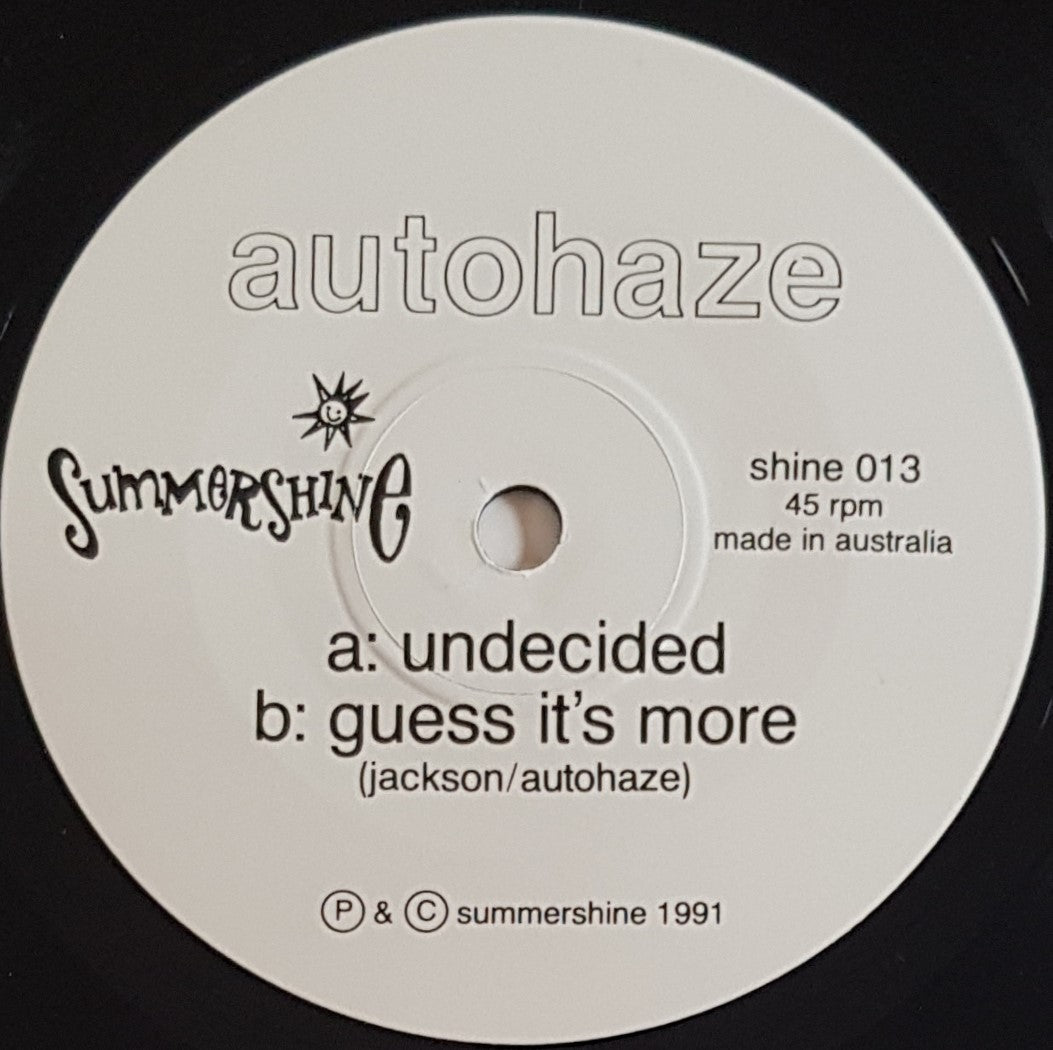 autohaze
SUMMERSHINE
shine 013
45 rpm
made in australia
a: undecided
b: guess it's more
(jackson/autohaze)
Ⓟ & Ⓒ summershine 1991